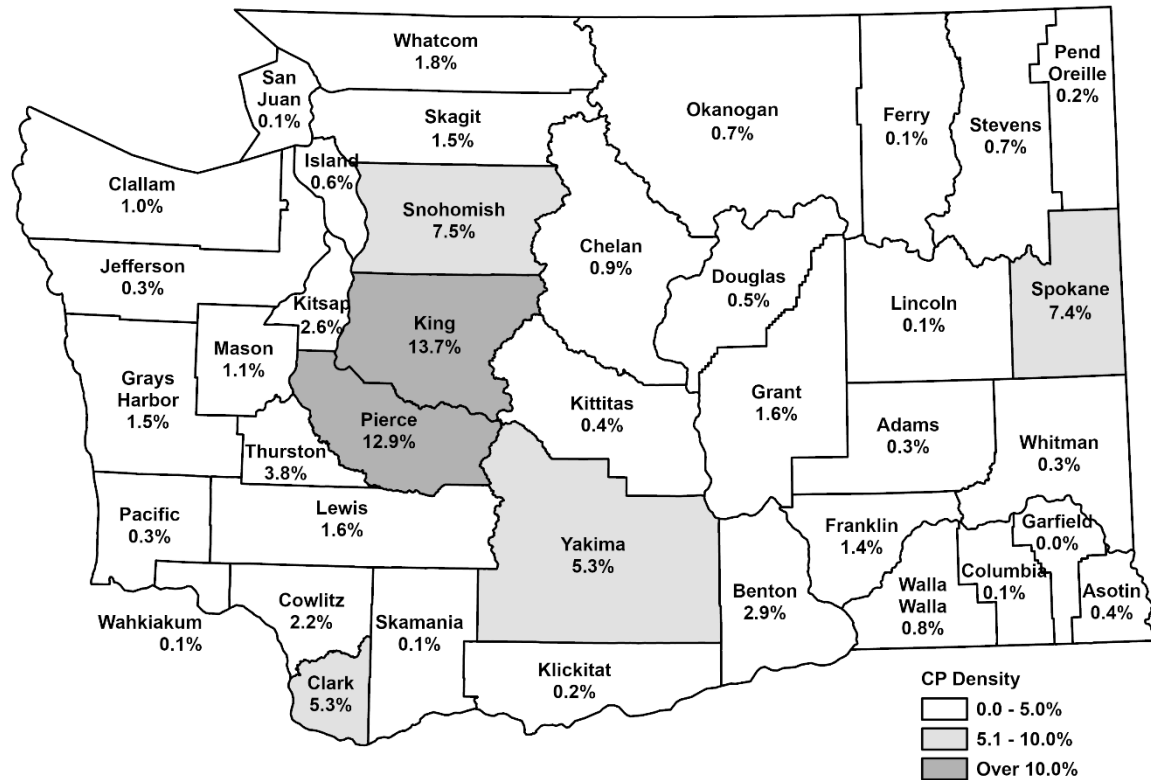 Whatcom
1.8%
San
Juan
0.1%
Skagit
1.5%
Okanogan
0.7%
Ferry
0.1%
Stevens
0.7%
Pend
Oreille
0.2%
Clallam
1.0%
Island
0.6%
Snohomish
7.5%
Chelan
0.9%
Douglas
0.5%
Lincoln
0.1%
Spokane
7.4%
Jefferson
0.3%
Kitsap
2.6%
King
13.7%
Mason
1.1%
Grays
Harbor
1.5%
Pierce
12.9%
Kittitas
0.4%
Grant
1.6%
Adams
0.3%
Whitman
0.3%
Thurston
3.8%
Pacific
0.3%
Lewis
1.6%
Yakima
5.3%
Franklin
1.4%
Garfield
0.0%
Benton
2.9%
Walla
Walla
0.8%
Columbia
0.1%
Asotin
0.4%
Wahkiakum
0.1%
Cowlitz
2.2%
Skamania
0.1%
Clark
5.3%
Klickitat
0.2%
CP Density
0.0 - 5.0%
5.1 - 10.0%
Over 10.0%